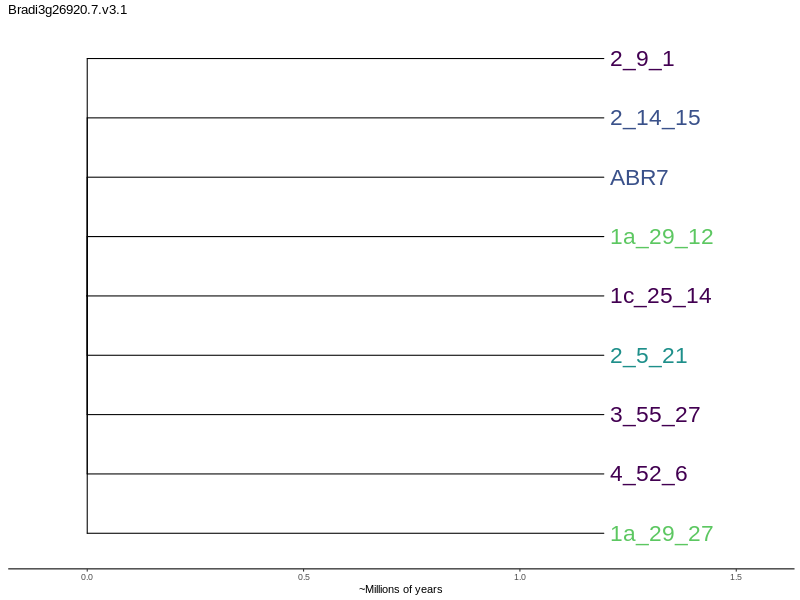 Bradi3g26920.7.v3.1
2_9_1
2_14_15
ABR7
1a_29_12
1c_25_14
2_5_21
3_55_27
4_52_6
1a_29_27
0.0 0.5 1.0 1.5
~Millions of years